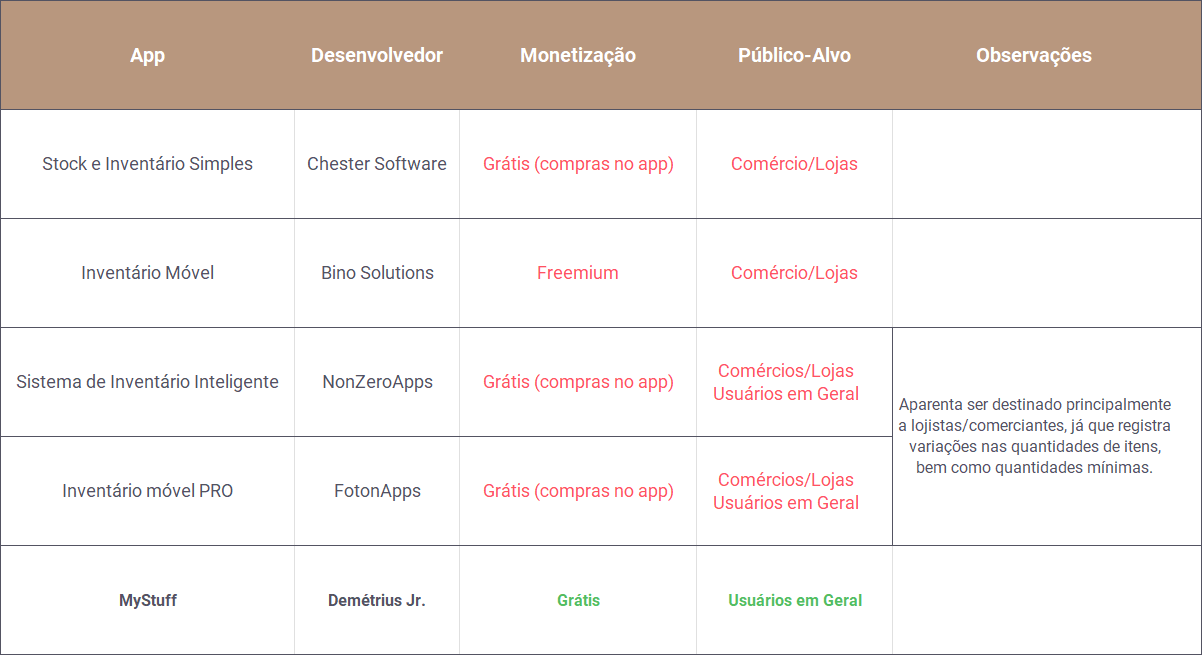 App
Desenvolvedor
Monetização
Público-Alvo
Observações
Stock e Inventário Simples
Chester Software
Grátis (compras no app)
Comércio/Lojas
Inventário Móvel
Bino Solutions
Freemium
Comércio/Lojas
Sistema de Inventário Inteligente
NonZeroApps
Grátis (compras no app)
Comércios/Lojas
Usuários em Geral
Aparenta ser destinado principalmente
a lojistas/comerciantes, já que registra
variações nas quantidades de itens,
bem como quantidades mínimas.
Inventário móvel PRO
FotonApps
Grátis (compras no app)
Comércios/Lojas
Usuários em Geral
MyStuff
Demétrius Jr.
Grátis
Usuários em Geral